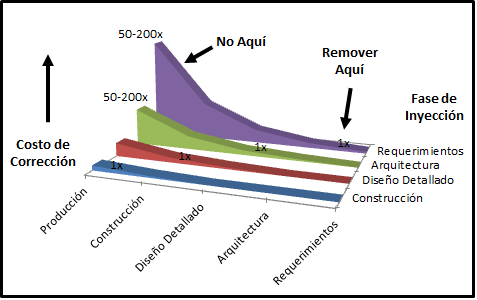 50-200x
No Aquí
Remover
Aquí
50-200x
Fase de
Inyección
Costo de
Corrección
1x
1x
1x
1x
Requerimientos
Arquitectura
Diseño Detallado
Construcción
Producción
Construcción
Diseño Detallado
Arquitectura
Requerimientos